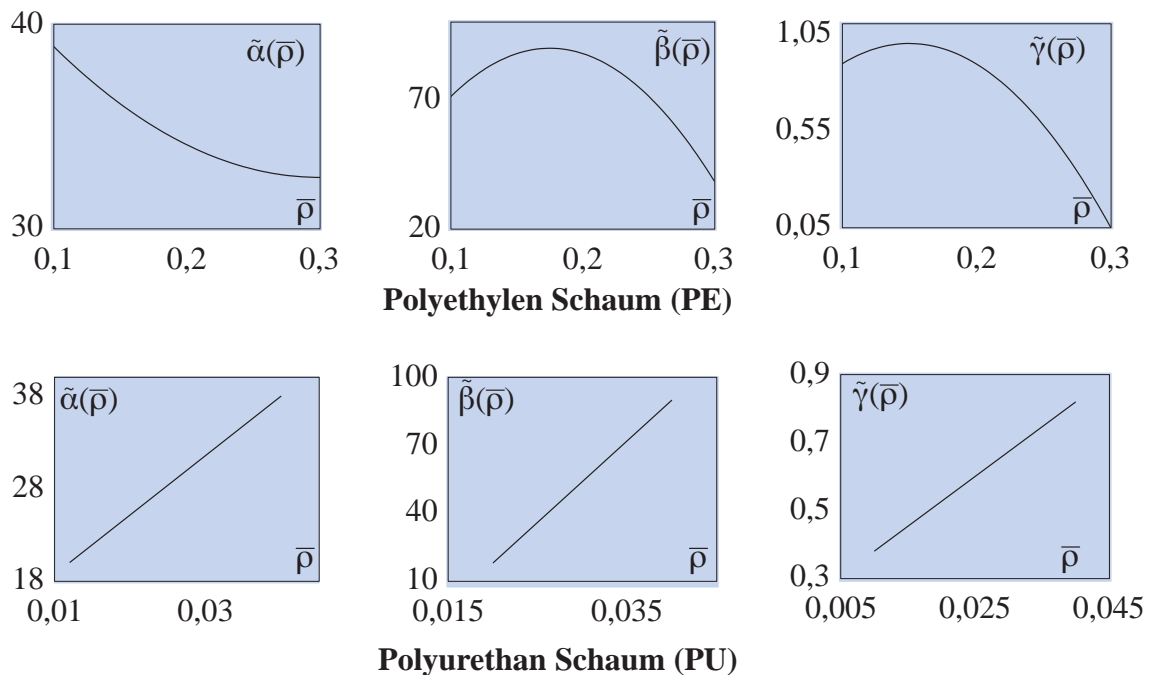 40
α̃(ρ̅)
ρ̅
30
0,1 0,2 0,3
β̃(ρ̅)
70
ρ̅
20
0,1 0,2 0,3
1,05
γ̃(ρ̅)
0,55
ρ̅
0,05
0,1 0,2 0,3
Polyethylen Schaum (PE)
38
α̃(ρ̅)
28
ρ̅
18
0,01 0,03
100
β̃(ρ̅)
70
40
ρ̅
10
0,015 0,035
0,9
γ̃(ρ̅)
0,7
0,5
ρ̅
0,3
0,005 0,025 0,045
Polyurethan Schaum (PU)